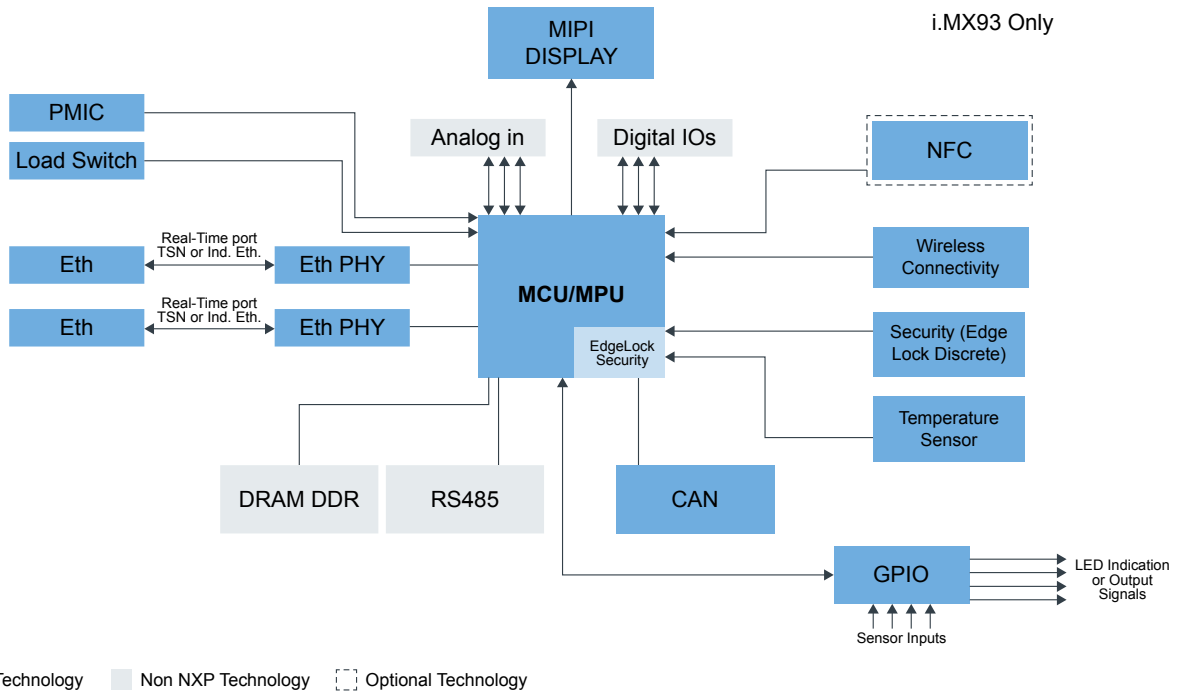 i.MX93 Only
MIPI
DISPLAY
PMIC
Load Switch
Analog in
Digital IOs
NFC
Real-Time port
TSN or Ind. Eth.
Eth
Eth PHY
Real-Time port
TSN or Ind. Eth.
Eth
Eth PHY
MCU/MPU
EdgeLock
Security
Wireless
Connectivity
Security (Edge
Lock Discrete)
Temperature
Sensor
DRAM DDR
RS485
CAN
GPIO
LED Indication
or Output
Signals
Sensor Inputs
Technology
Non NXP Technology
Optional Technology